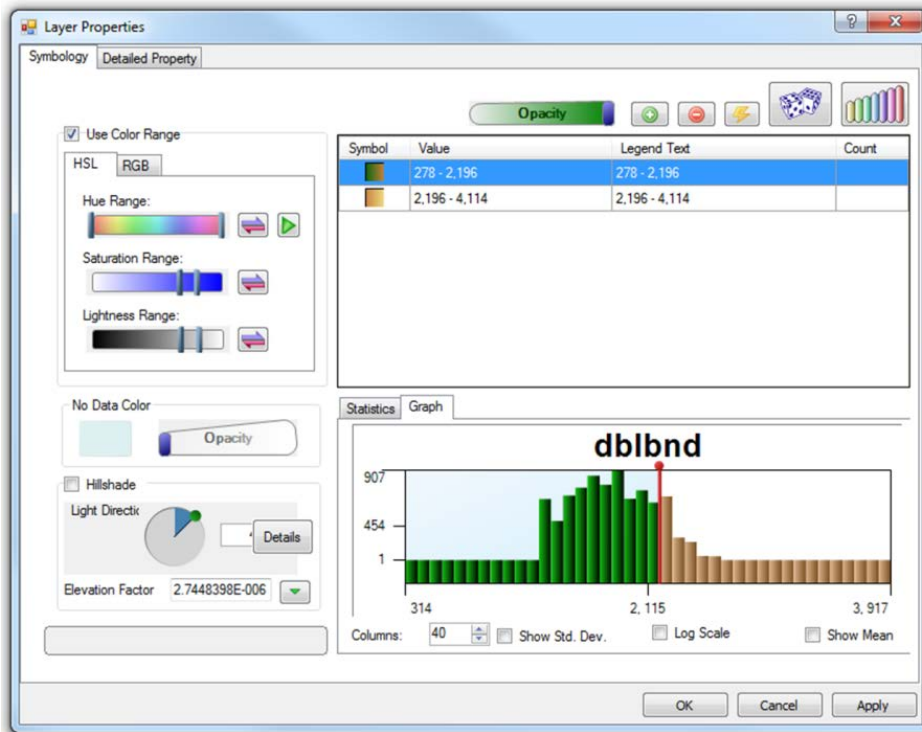 Layer Properties
Symbology Detailed Property
Opacity
Use Color Range
HSL RGB
Hue Range:
Saturation Range:
Lightness Range:
Symbol Value Legend Text Count
278 - 2,196 278 - 2,196
2,196 - 4,114 2,196 - 4,114
No Data Color
Opacity
Hillshade
Light Directic
Details
Elevation Factor 2.7448398E-006
Statistics Graph
dblbnd
907
454
1
314 2, 115 3, 917
Columns: 40 Show Std. Dev. Log Scale Show Mean
OK Cancel Apply